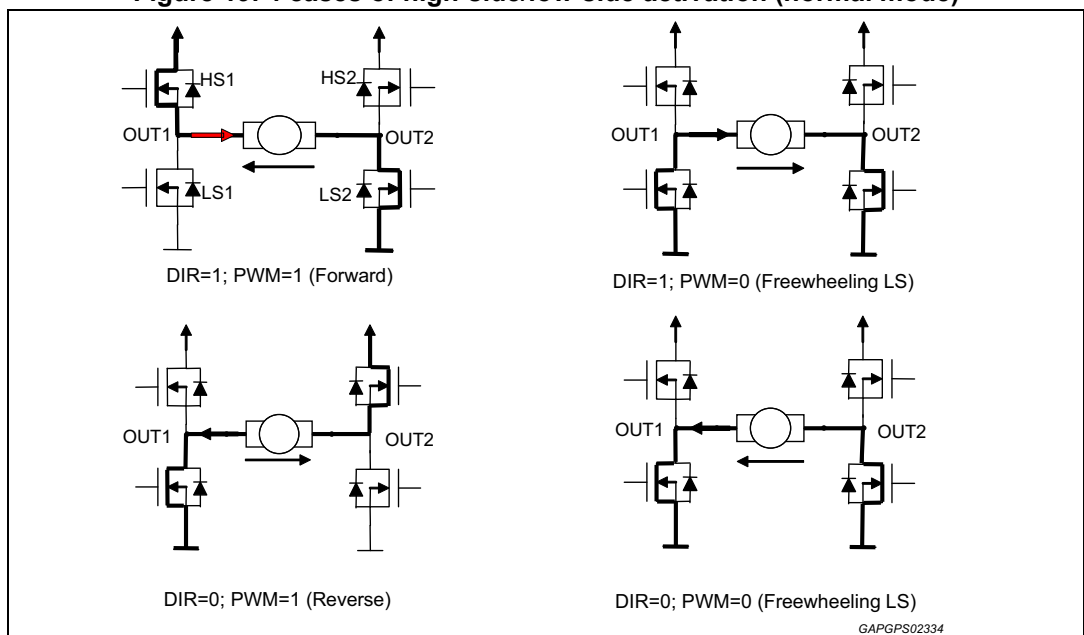 HS1
HS2
OUT1
OUT2
LS1
LS2
DIR=1; PWM=1 (Forward)
OUT1
OUT2
DIR=1; PWM=0 (Freewheeling LS)
OUT1
OUT2
DIR=0; PWM=1 (Reverse)
OUT1
OUT2
DIR=0; PWM=0 (Freewheeling LS)
GAPGPS02334